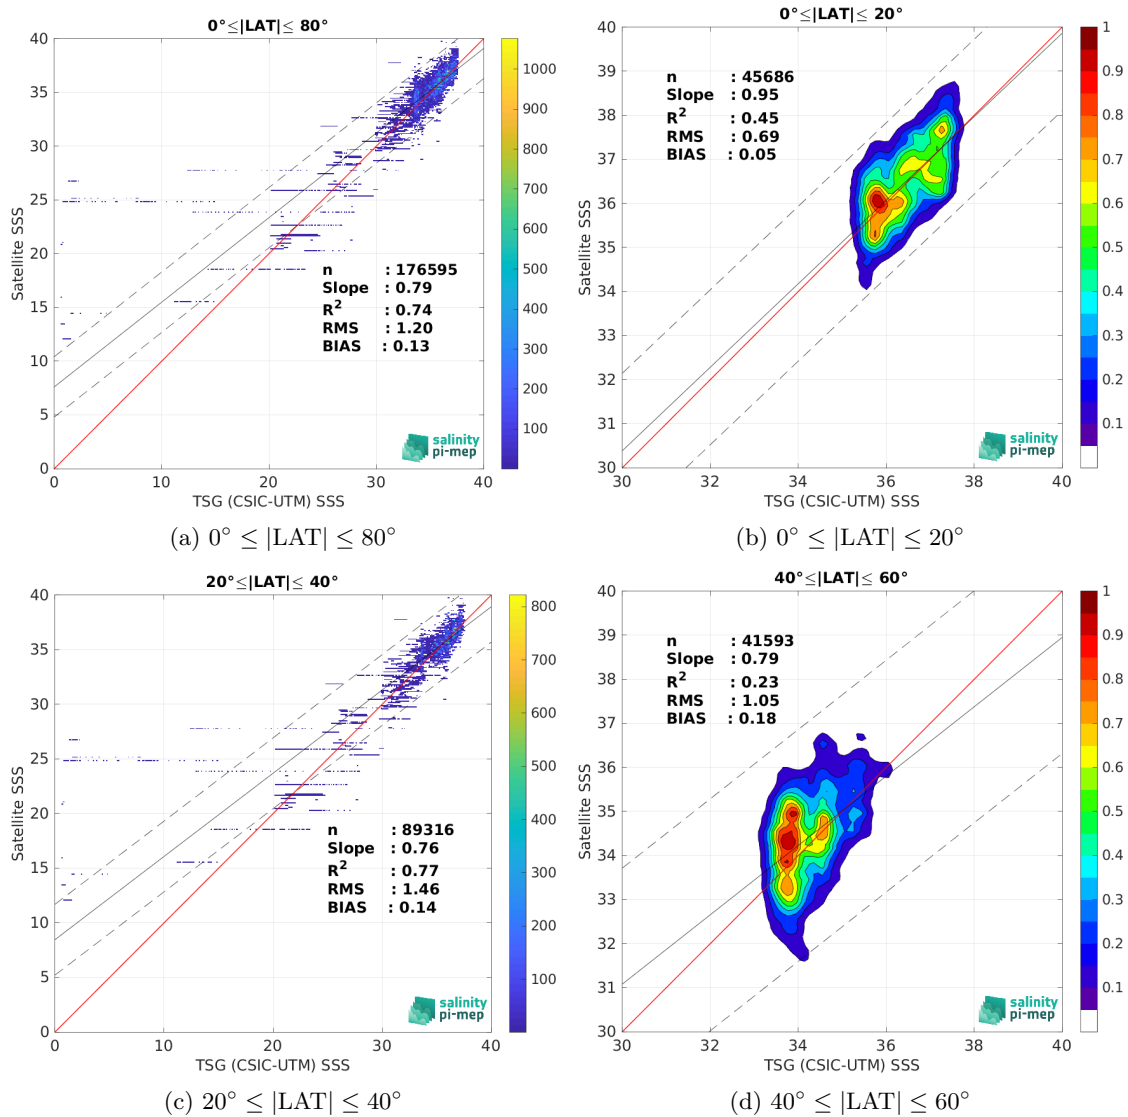 0°≤|LAT|≤ 80°
40
35
30
25
20
15
10
5
0
Satellite SSS
n : 176595
Slope : 0.79
R2 : 0.74
RMS : 1.20
BIAS : 0.13
salinity
pi-mep
0 10 20 30 40
TSG (CSIC-UTM) SSS
1000
900
800
700
600
500
400
300
200
100
(a) 0° ≤ |LAT| ≤ 80°
0°≤|LAT|≤ 20°
40
39
38
37
36
35
34
33
32
31
30
Satellite SSS
n : 45686
Slope : 0.95
R2 : 0.45
RMS : 0.69
BIAS : 0.05
salinity
pi-mep
30 32 34 36 38 40
TSG (CSIC-UTM) SSS
1
0.9
0.8
0.7
0.6
0.5
0.4
0.3
0.2
0.1
(b) 0° ≤ |LAT| ≤ 20°
20°≤|LAT|≤ 40°
40
35
30
25
20
15
10
5
0
Satellite SSS
n : 89316
Slope : 0.76
R2 : 0.77
RMS : 1.46
BIAS : 0.14
salinity
pi-mep
0 10 20 30 40
TSG (CSIC-UTM) SSS
800
700
600
500
400
300
200
100
(c) 20° ≤ |LAT| ≤ 40°
40°≤|LAT|≤ 60°
40
39
38
37
36
35
34
33
32
31
30
Satellite SSS
n : 41593
Slope : 0.79
R2 : 0.23
RMS : 1.05
BIAS : 0.18
salinity
pi-mep
30 32 34 36 38 40
TSG (CSIC-UTM) SSS
1
0.9
0.8
0.7
0.6
0.5
0.4
0.3
0.2
0.1
(d) 40° ≤ |LAT| ≤ 60°